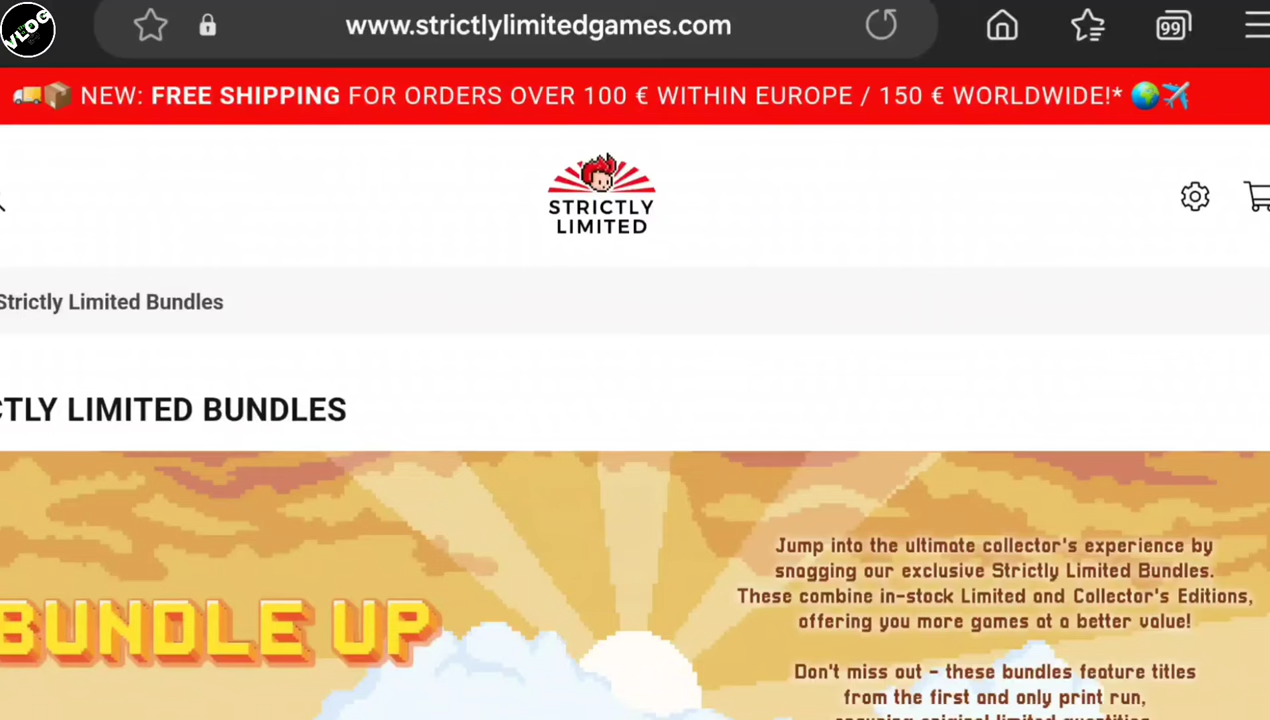 VLOG
www.strictlylimitedgames.com
99
NEW: FREE SHIPPING FOR ORDERS OVER 100 € WITHIN EUROPE / 150 € WORLDWIDE!*
STRICTLY
LIMITED
Strictly Limited Bundles
CTLY LIMITED BUNDLES
BUNDLE UP
Jump into the ultimate collector's experience by
snagging our exclusive Strictly Limited Bundles.
These combine in-stock Limited and Collector's Editions,
offering you more games at a better value!
Don't miss out - these bundles feature titles
from the first and only print run,